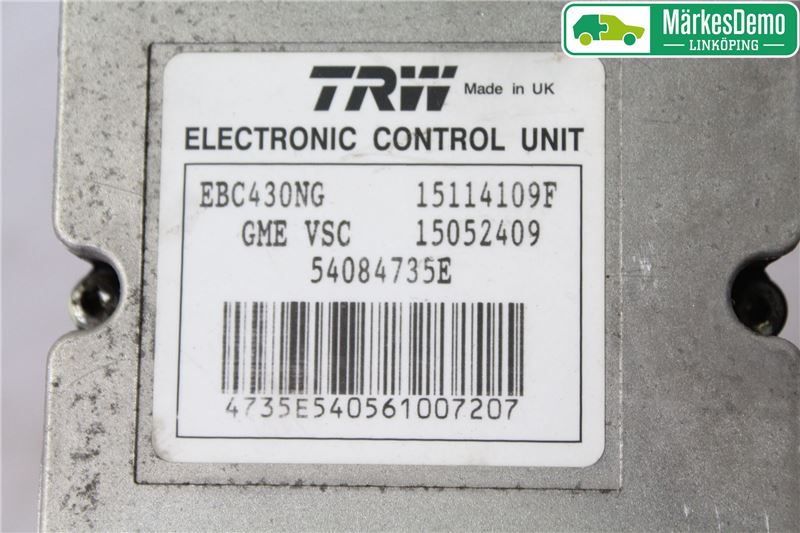 MärkesDemo
LINKÖPING
TRW Made in UK
ELECTRONIC CONTROL UNIT
EBC430NG 15114109F
GME VSC 15052409
54084735E
4735E540561007207